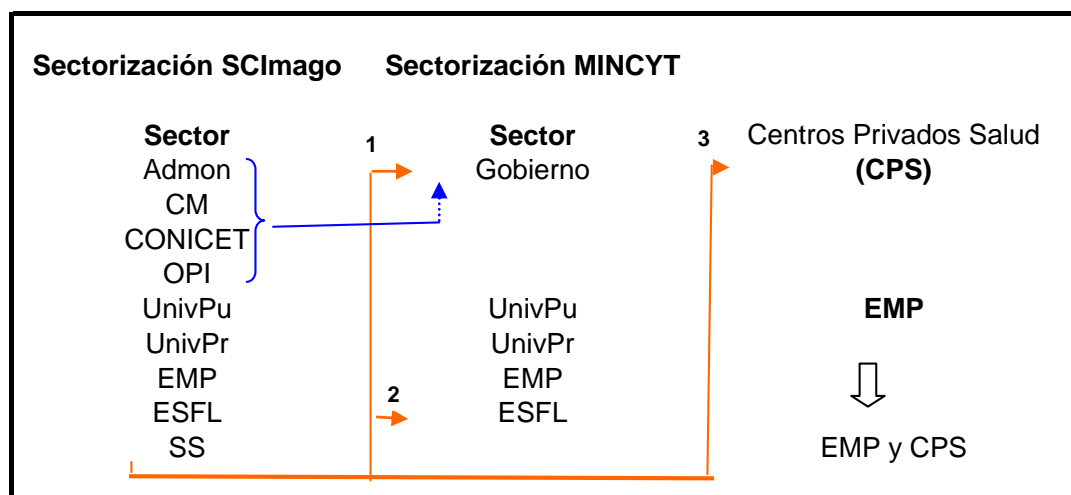 Sectorización SCImago Sectorización MINCYT
Sector 1 Sector 3 Centros Privados Salud
Admon Gobierno (CPS)
CM
CONICET
OPI
UnivPu UnivPu EMP
UnivPr UnivPr
EMP EMP
ESFL 2 ESFL
SS EMP y CPS